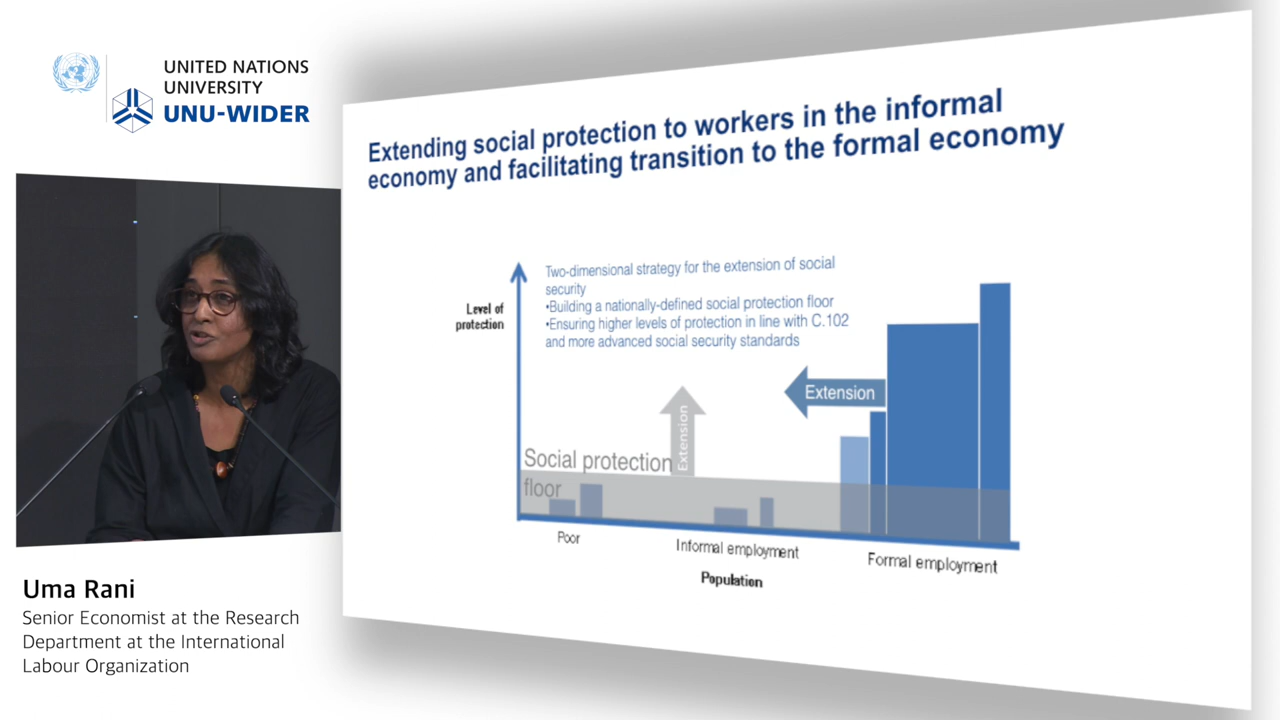 UNITED NATIONS
UNIVERSITY
UNU-WIDER
Extending social protection to workers in the informal
economy and facilitating transition to the formal economy
Two-dimensional strategy for the extension of social
security
•Building a nationally-defined social protection floor
•Ensuring higher levels of protection in line with C.102
and more advanced social security standards
Level of
protection
Extension
Extension
Social protection
floor
Poor
Informal employment
Formal employment
Population
Uma Rani
Senior Economist at the Research
Department at the International
Labour Organization